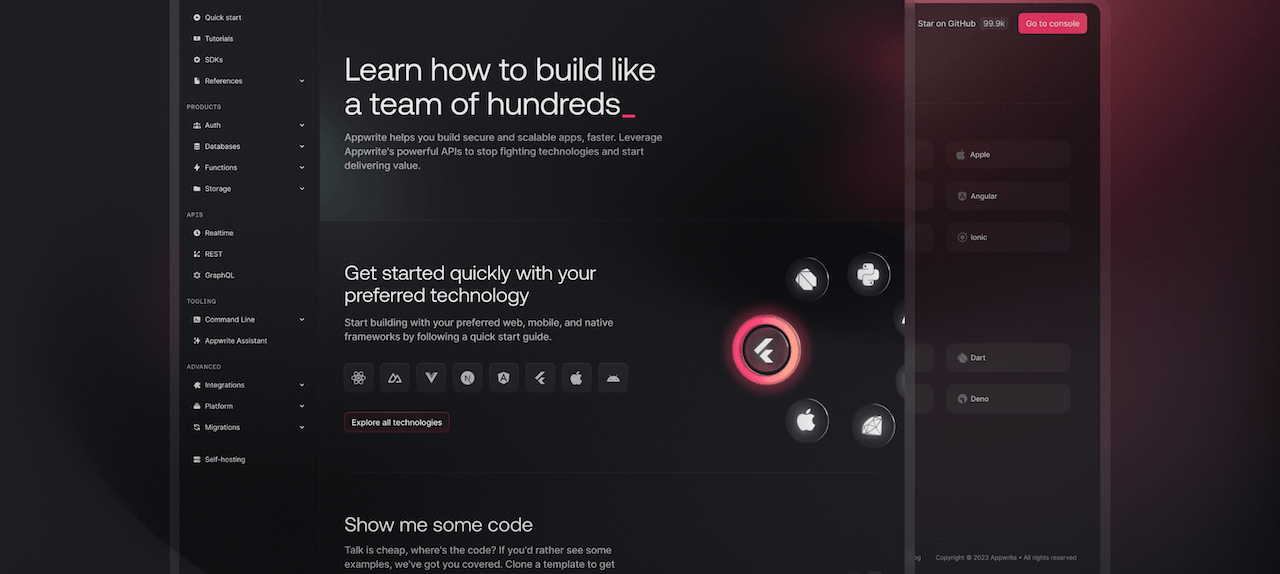 Quick start
Tutorials
SDKs
References
PRODUCTS
Auth
Databases
Functions
Storage
APIS
Realtime
REST
GraphQL
TOOLING
Command Line
Appwrite Assistant
ADVANCED
Integrations
Platform
Migrations
Self-hosting
Learn how to build like
a team of hundreds_
Appwrite helps you build secure and scalable apps, faster. Leverage
Appwrite's powerful APIs to stop fighting technologies and start
delivering value.
Get started quickly with your
preferred technology
Start building with your preferred web, mobile, and native
frameworks by following a quick start guide.
Explore all technologies
Show me some code
Talk is cheap, where's the code? If you'd rather see some
examples, we've got you covered. Clone a template to get
Star on GitHub 99.9k Go to console
Apple
Angular
Ionic
Dart
Deno
Copyright © 2023 Appwrite • All rights reserved